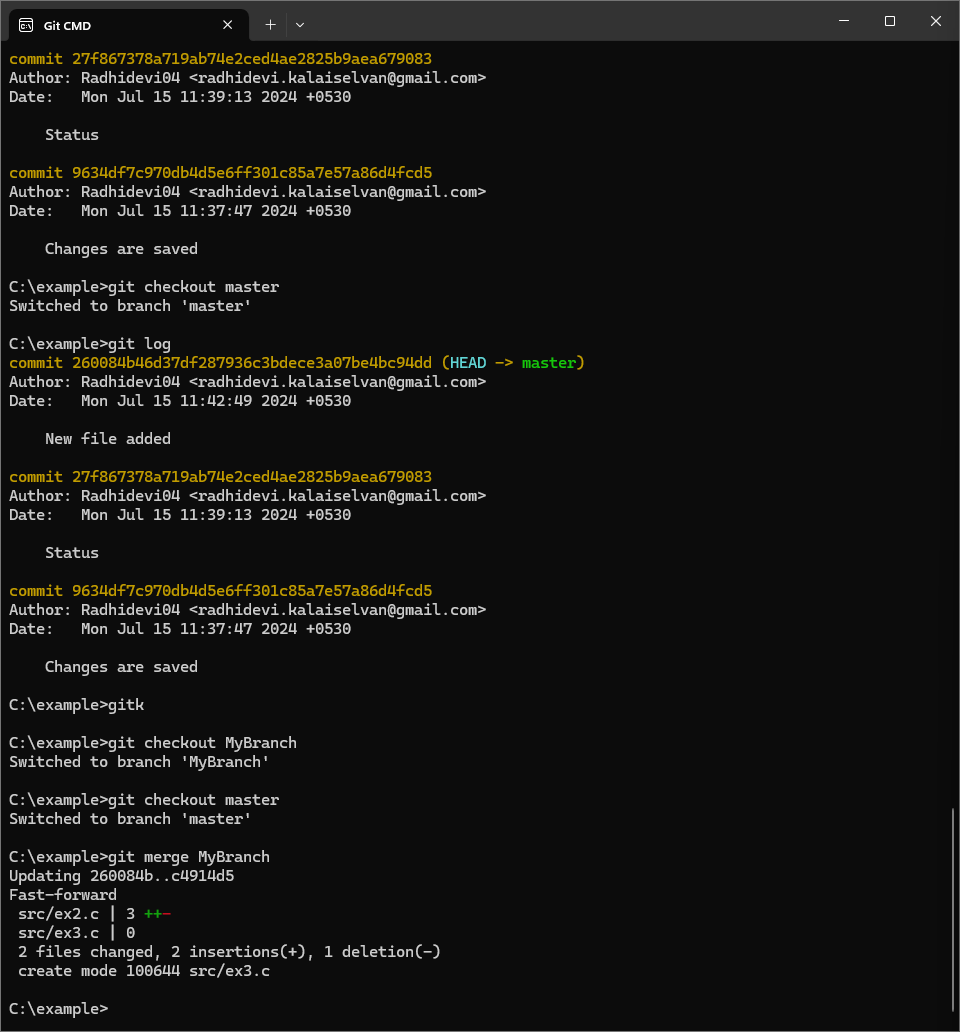 Git CMD
commit 27f867378a719ab74e2ced4ae2825b9aea679083
Author: Radhidevi04 <radhidevi.kalaiselvan@gmail.com>
Date:   Mon Jul 15 11:39:13 2024 +0530
    Status
commit 9634df7c970db4d5e6ff301c85a7e57a86d4fcd5
Author: Radhidevi04 <radhidevi.kalaiselvan@gmail.com>
Date:   Mon Jul 15 11:37:47 2024 +0530
    Changes are saved
C:\example>git checkout master
Switched to branch 'master'
C:\example>git log
commit 260084b46d37df287936c3bdece3a07be4bc94dd (HEAD -> master)
Author: Radhidevi04 <radhidevi.kalaiselvan@gmail.com>
Date:   Mon Jul 15 11:42:49 2024 +0530
    New file added
commit 27f867378a719ab74e2ced4ae2825b9aea679083
Author: Radhidevi04 <radhidevi.kalaiselvan@gmail.com>
Date:   Mon Jul 15 11:39:13 2024 +0530
    Status
commit 9634df7c970db4d5e6ff301c85a7e57a86d4fcd5
Author: Radhidevi04 <radhidevi.kalaiselvan@gmail.com>
Date:   Mon Jul 15 11:37:47 2024 +0530
    Changes are saved
C:\example>gitk
C:\example>git checkout MyBranch
Switched to branch 'MyBranch'
C:\example>git checkout master
Switched to branch 'master'
C:\example>git merge MyBranch
Updating 260084b..c4914d5
Fast-forward
 src/ex2.c | 3 ++-
 src/ex3.c | 0
 2 files changed, 2 insertions(+), 1 deletion(-)
 create mode 100644 src/ex3.c
C:\example>